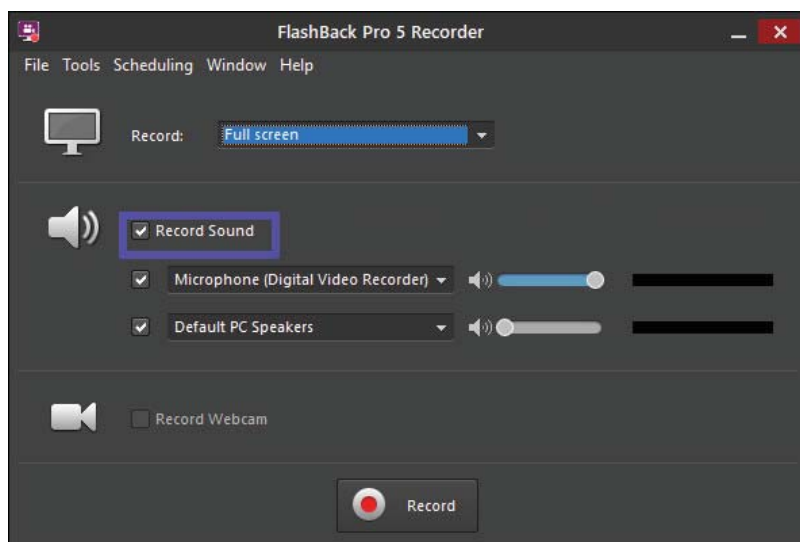 FlashBack Pro 5 Recorder
File Tools Scheduling Window Help
Record: Full screen
Record Sound
Microphone (Digital Video Recorder)
Default PC Speakers
Record Webcam
Record